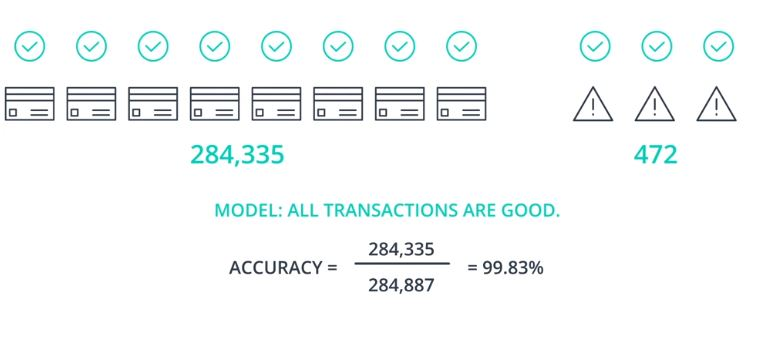 284,335
472
MODEL: ALL TRANSACTIONS ARE GOOD.
ACCURACY = 284,335 / 284,887 = 99.83%